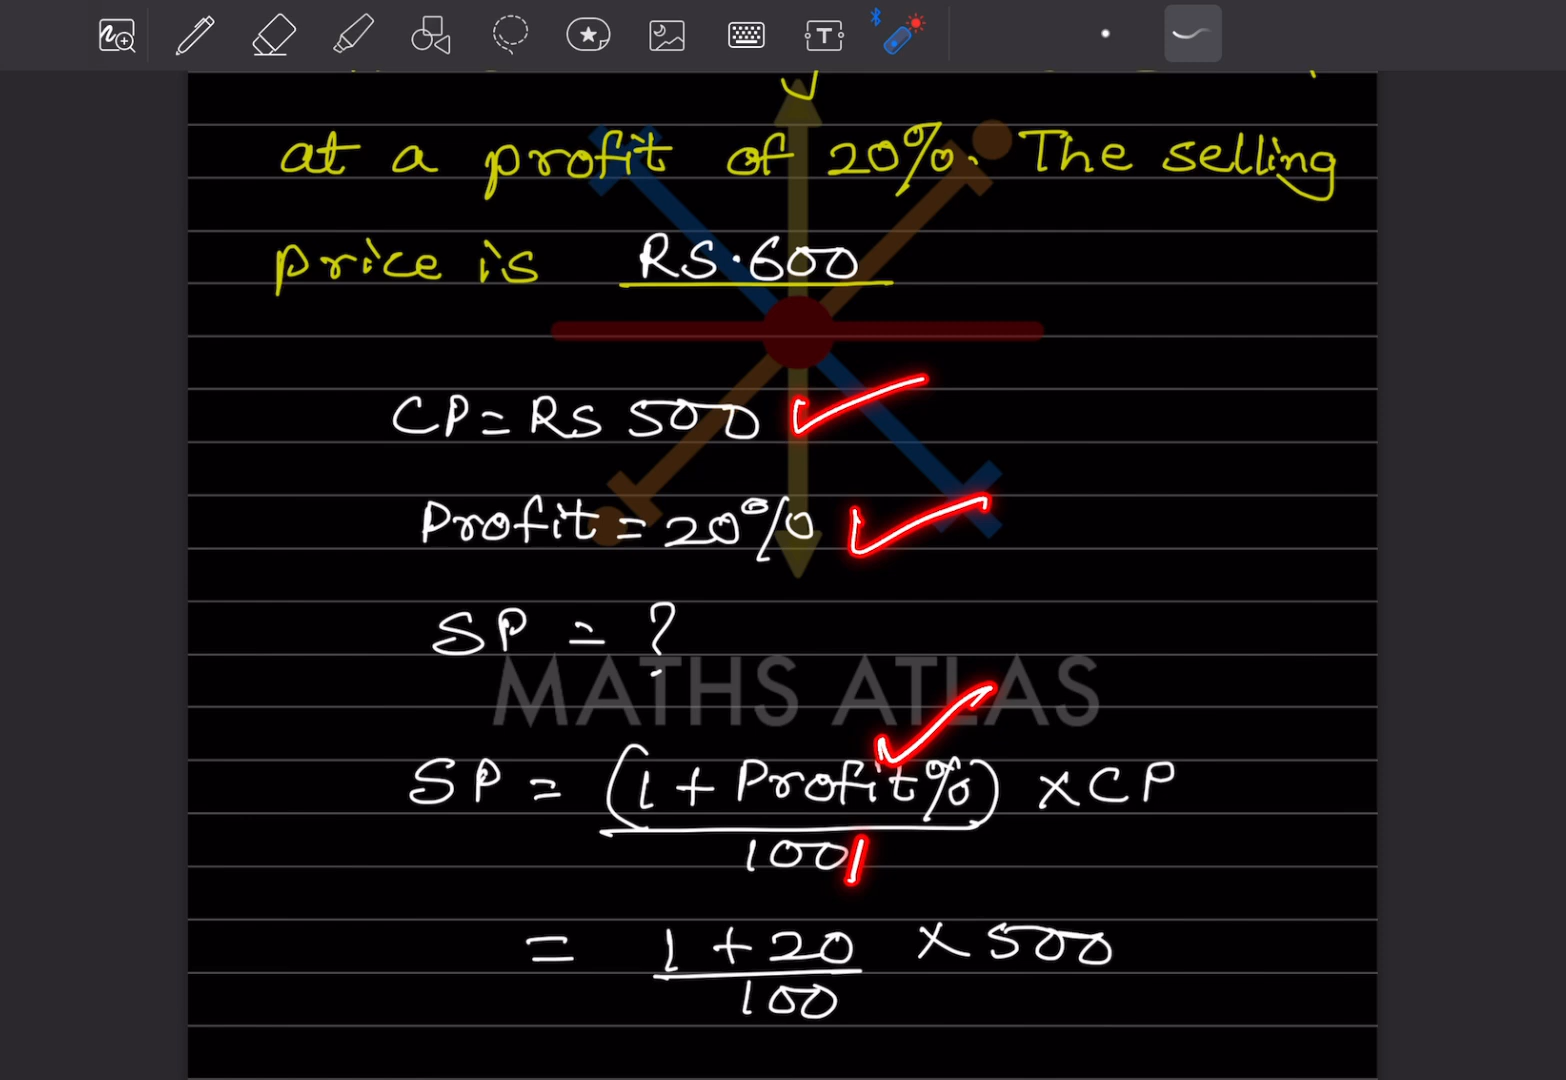 at a profit of 20%. The selling
price is RS.600
CP = RS 500
Profit = 20%
SP = ?
MATHS ATLAS
SP = (1 + Profit%) × CP
100
= 1 + 20 × 500
100